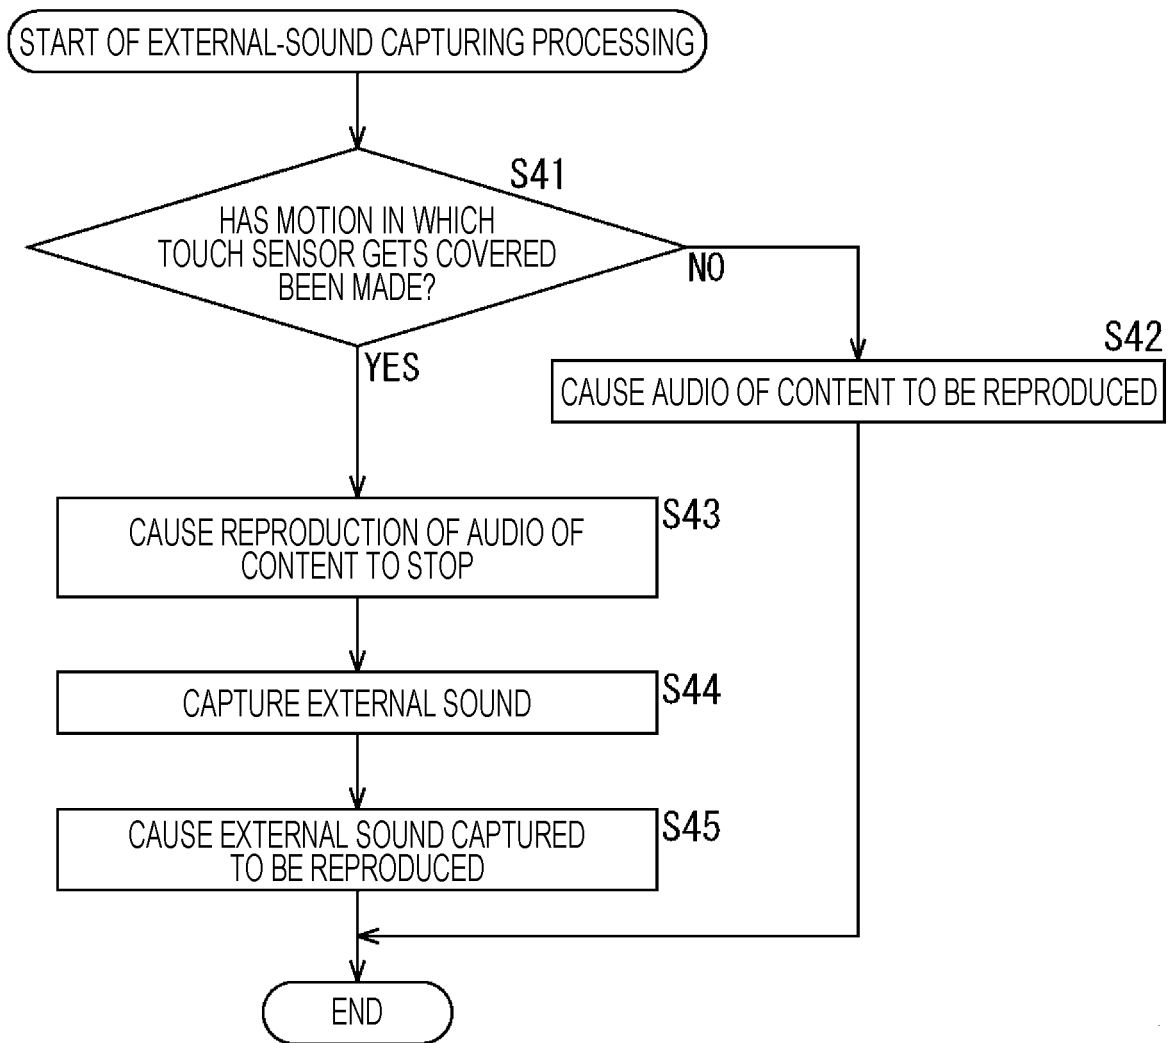 START OF EXTERNAL-SOUND CAPTURING PROCESSING
S41
HAS MOTION IN WHICH
TOUCH SENSOR GETS COVERED
BEEN MADE?
NO
YES
S42
CAUSE AUDIO OF CONTENT TO BE REPRODUCED
S43
CAUSE REPRODUCTION OF AUDIO OF
CONTENT TO STOP
S44
CAPTURE EXTERNAL SOUND
S45
CAUSE EXTERNAL SOUND CAPTURED
TO BE REPRODUCED
END